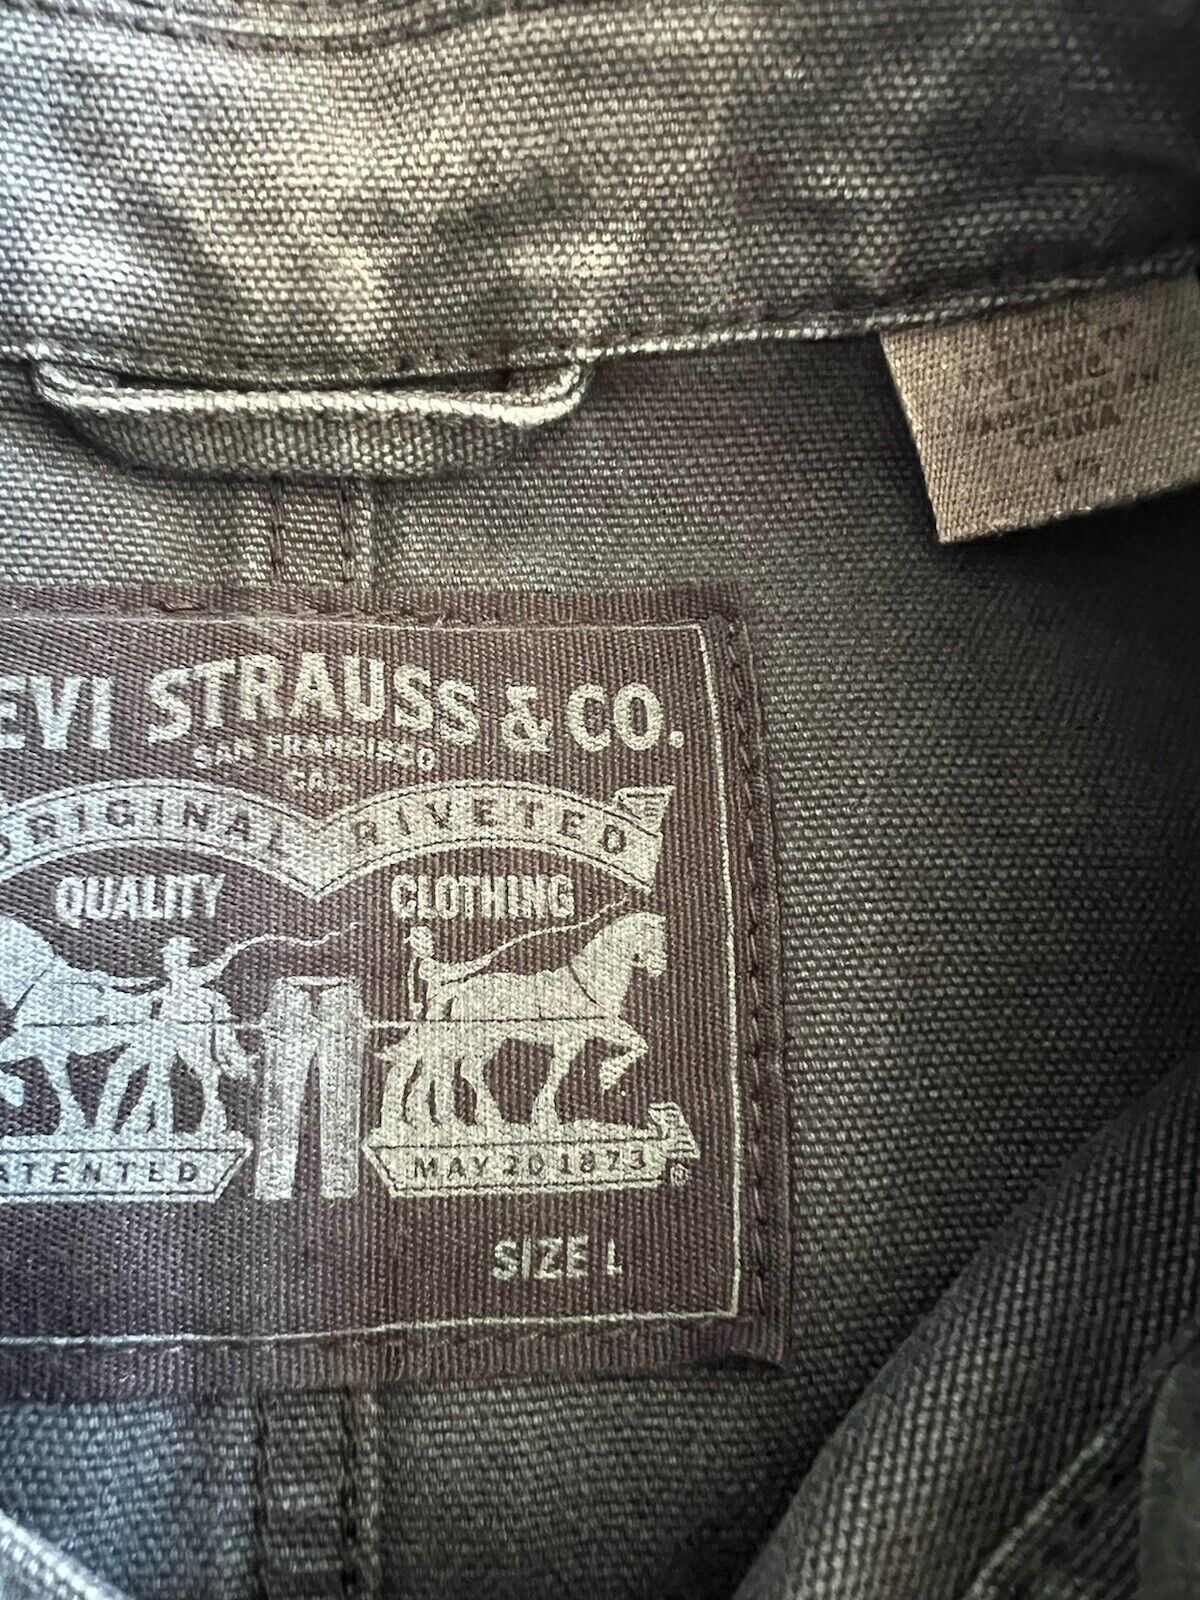 EVI STRAUSS & CO.
SAN FRANCISCO
CAL
ORIGINAL RIVETED
QUALITY CLOTHING
ATENTED MAY 20 1873 ®
SIZE L
CHINA